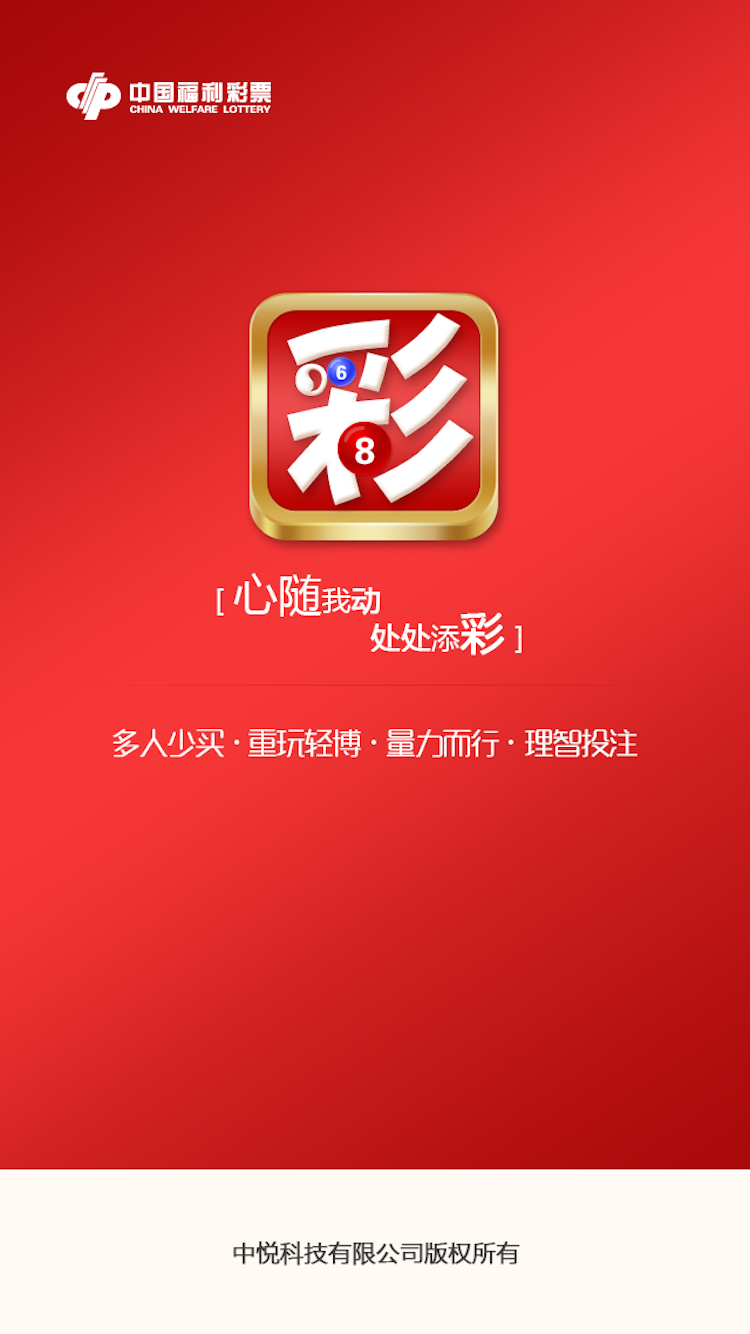 中国福利彩票
CHINA WELFARE LOTTERY
彩
6
8
[ 心随我动
处处添彩 ]
多人少买·重玩轻博·量力而行·理智投注
中悦科技有限公司版权所有